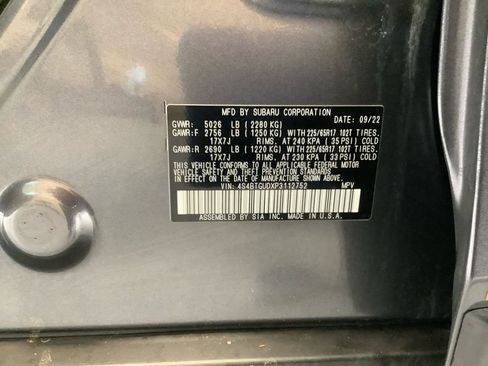 MFD BY SUBARU CORPORATION
DATE: 09/22
GVWR: 5026 LB (2280 KG)
GAWR:F 2756 LB (1250 KG) WITH 225/65R17 102T TIRES.
17X7J RIMS. AT 240 KPA (35 PSI) COLD
GAWR:R 2690 LB (1220 KG) WITH 225/65R17 102T TIRES.
17X7J RIMS. AT 230 KPA (33 PSI) COLD
THIS VEHICLE CONFORMS TO ALL APPLICABLE FEDERAL MOTOR
VEHICLE SAFETY BUMPER AND THEFT PREVENTION STANDARDS
IN EFFECT ON THE DATE OF MANUFACTURE SHOWN ABOVE.
VIN: 4S4BTGUDXP3112752 MPV
ASSEMBLED BY SIA INC. MADE IN U.S.A.